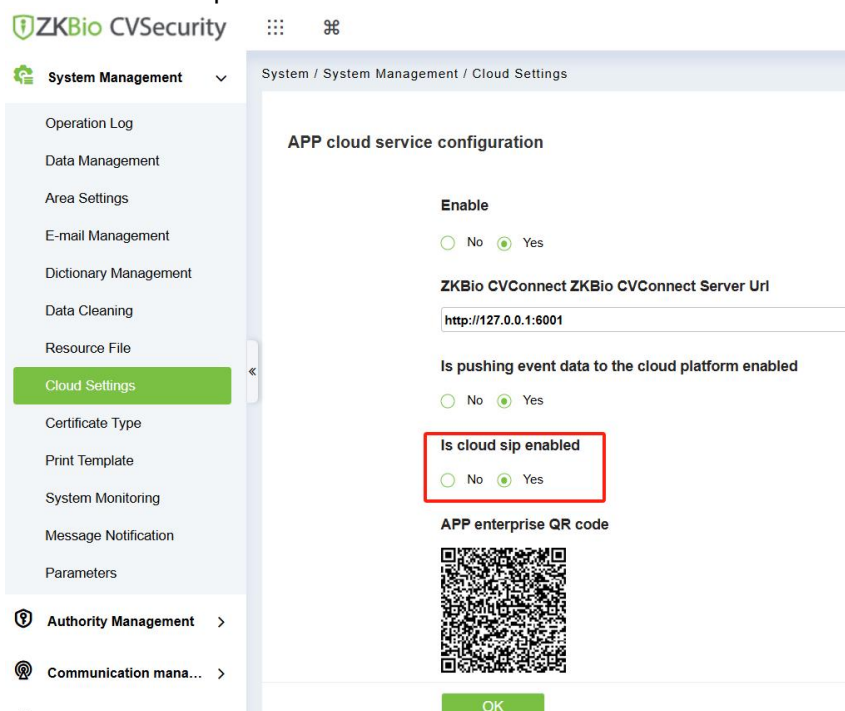 ZKBio CVSecurity
System Management
System / System Management / Cloud Settings
Operation Log
Data Management
Area Settings
E-mail Management
Dictionary Management
Data Cleaning
Resource File
Cloud Settings
Certificate Type
Print Template
System Monitoring
Message Notification
Parameters
Authority Management
Communication mana...
APP cloud service configuration
Enable
No Yes
ZKBio CVConnect ZKBio CVConnect Server Url
http://127.0.0.1:6001
Is pushing event data to the cloud platform enabled
No Yes
Is cloud sip enabled
No Yes
APP enterprise QR code
OK